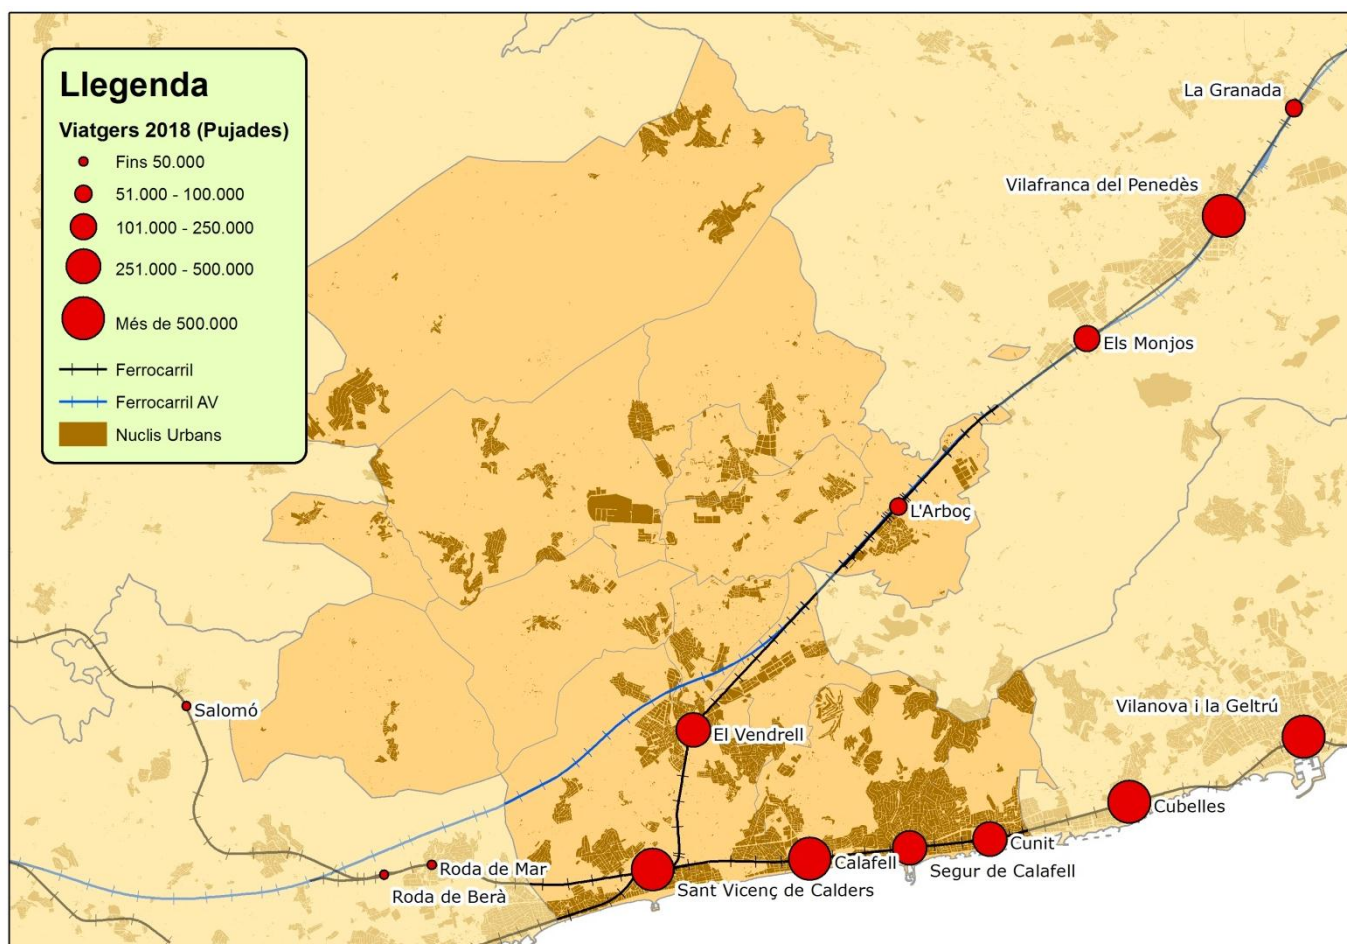 Llegenda
Viatgers 2018 (Pujades)
Fins 50.000
51.000 - 100.000
101.000 - 250.000
251.000 - 500.000
Més de 500.000
Ferrocarril
Ferrocarril AV
Nuclis Urbans
La Granada
Vilafranca del Penedès
Els Monjos
L'Arboç
Salomó
El Vendrell
Vilanova i la Geltrú
Cubelles
Cunit
Calafell
Segur de Calafell
Roda de Mar
Sant Vicenç de Calders
Roda de Berà